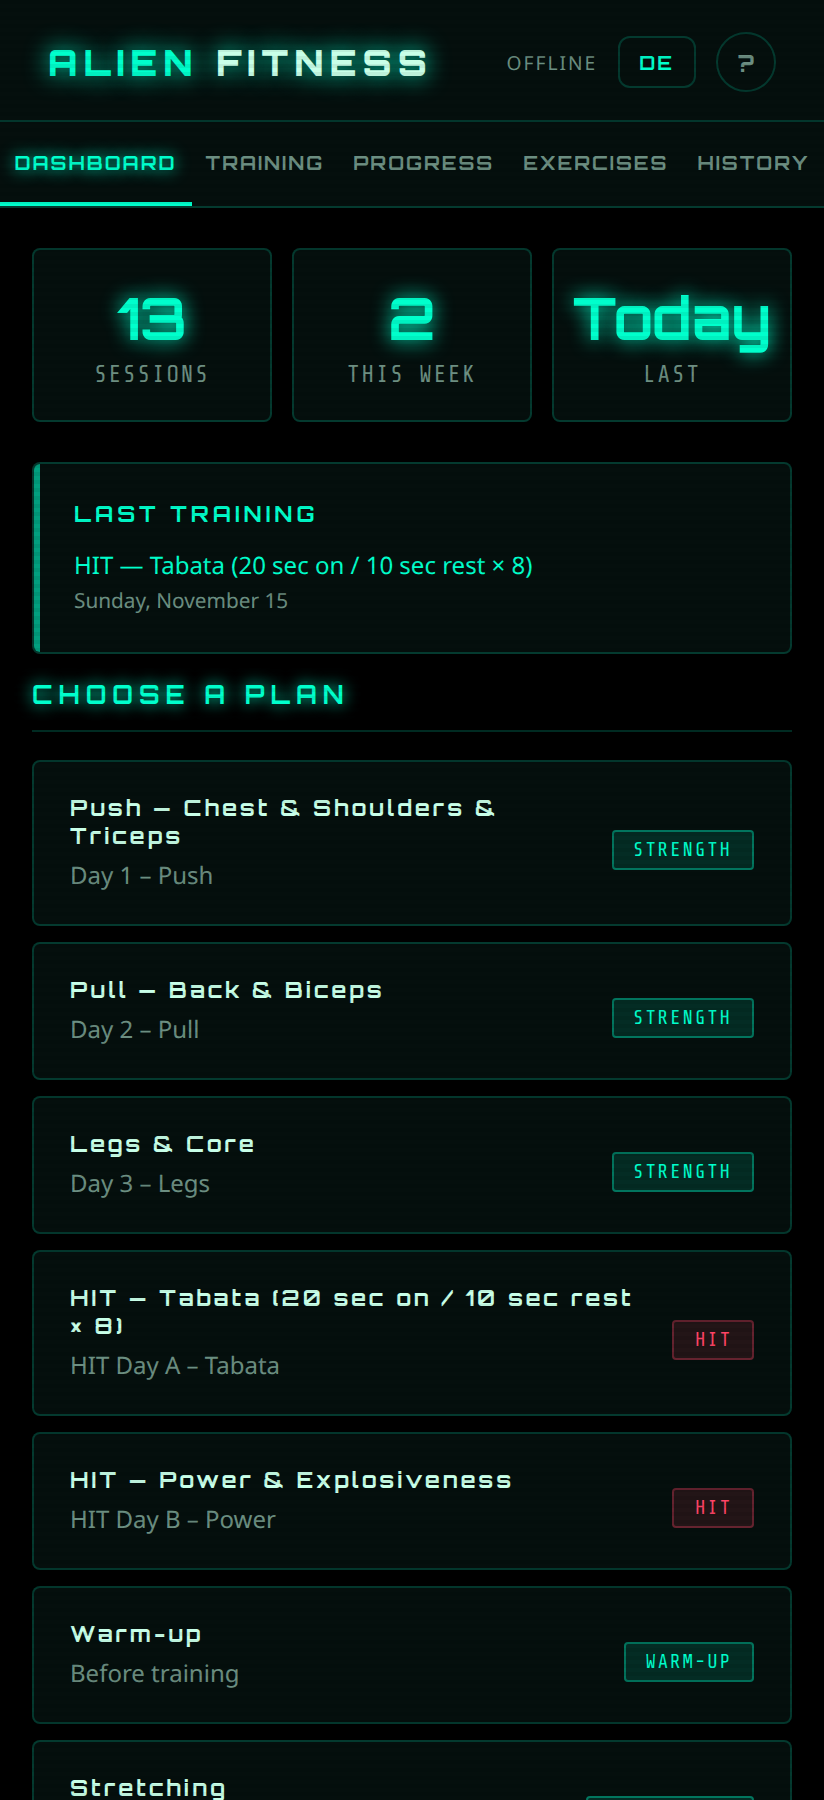 ALIEN FITNESS
OFFLINE
DE
?
DASHBOARD TRAINING PROGRESS EXERCISES HISTORY
13
SESSIONS
2
THIS WEEK
Today
LAST
LAST TRAINING
HIT — Tabata (20 sec on / 10 sec rest × 8)
Sunday, November 15
CHOOSE A PLAN
Push — Chest & Shoulders &
Triceps
Day 1 – Push
STRENGTH
Pull — Back & Biceps
Day 2 – Pull
STRENGTH
Legs & Core
Day 3 – Legs
STRENGTH
HIT — Tabata (20 sec on / 10 sec rest
× 8)
HIT Day A – Tabata
HIT
HIT — Power & Explosiveness
HIT Day B – Power
HIT
Warm-up
Before training
WARM-UP
Stretching